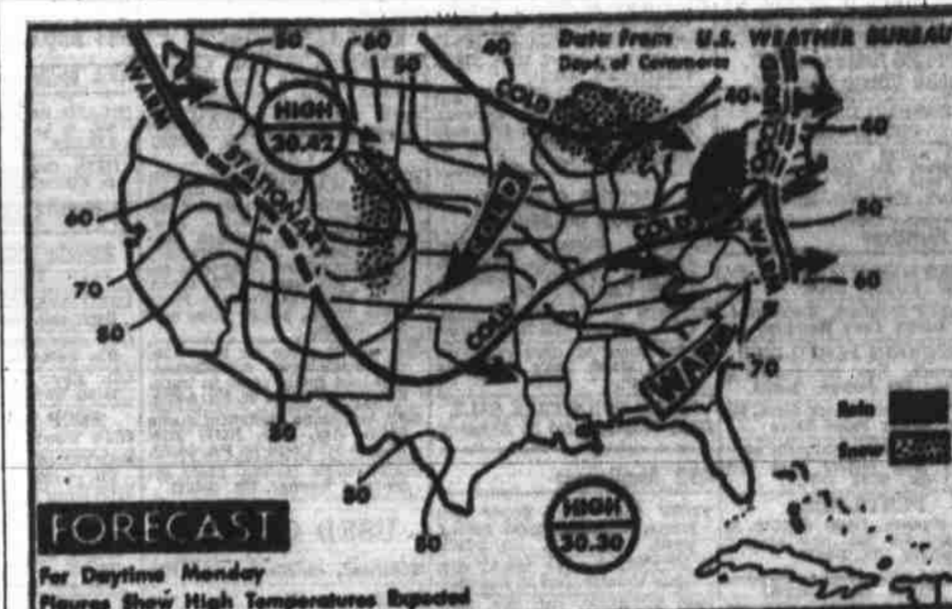 Data from U.S. WEATHER BUREAU
Dept. of Commerce
50
60
50
60
COLD
40
WARM
HIGH
30.42
COLD
40
STATIONARY
COLD
60
COLD
WARM
50
70
60
80
COLD
WARM
70
Rain
Snow
80
80
80
HIGH
30.30
FORECAST
For Daytime Monday
Figures Show High Temperatures Expected